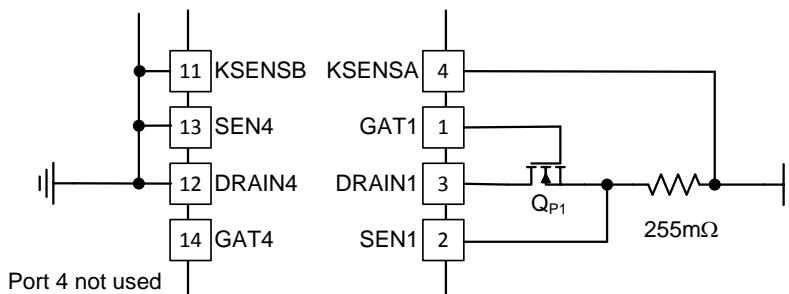 11 KSENSB KSENSA 4
13 SEN4 GAT1 1
12 DRAIN4 DRAIN1 3
QP1
14 GAT4 SEN1 2
255mΩ
Port 4 not used